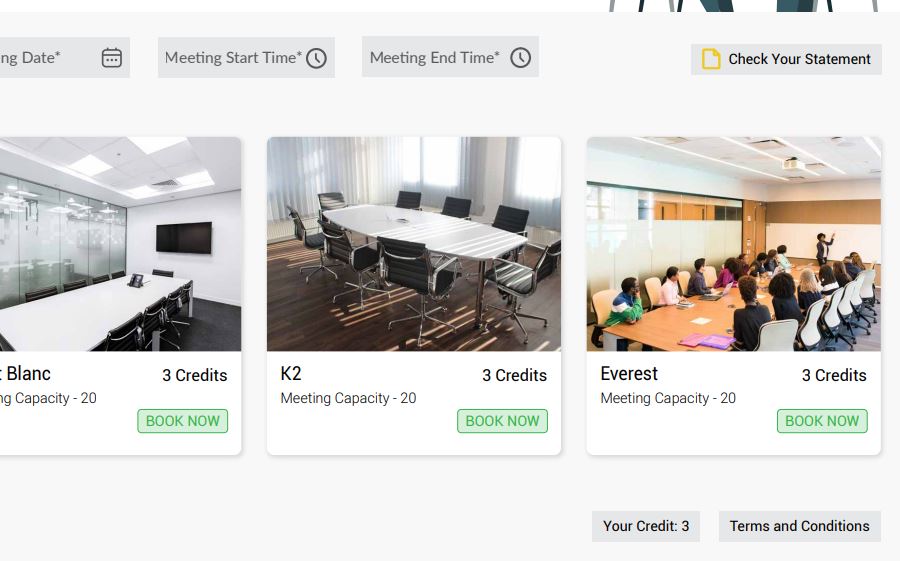 ng Date*
Meeting Start Time*
Meeting End Time*
Check Your Statement
t Blanc
3 Credits
ng Capacity - 20
BOOK NOW
K2
3 Credits
Meeting Capacity - 20
BOOK NOW
Everest
3 Credits
Meeting Capacity - 20
BOOK NOW
Your Credit: 3
Terms and Conditions